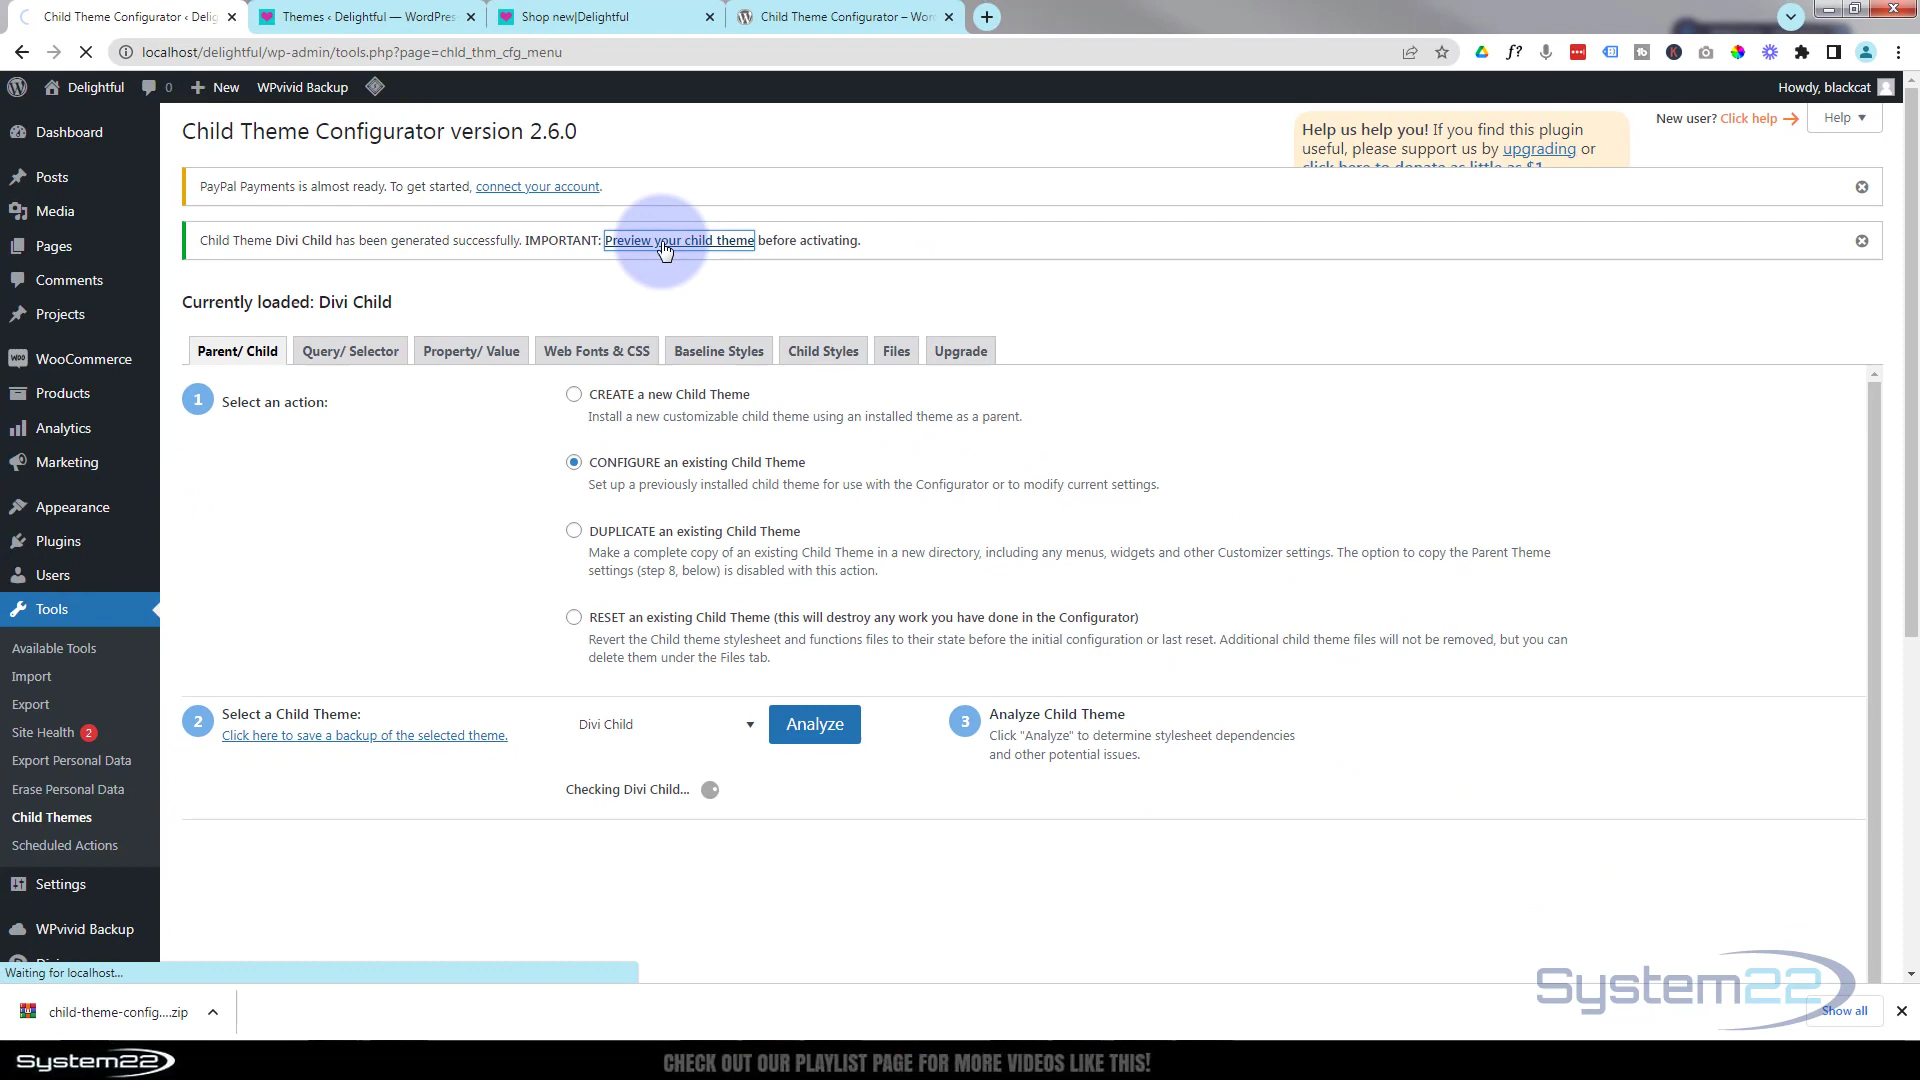 Child Theme Configurator ‹ Delig
Themes ‹ Delightful — WordPres
Shop new|Delightful
Child Theme Configurator – Wor
localhost/delightful/wp-admin/tools.php?page=chld_thm_cfg_menu
Delightful
0
New
WPvivid Backup
Howdy, blackcat
Dashboard
Posts
Media
Pages
Comments
Projects
WooCommerce
Products
Analytics
Marketing
Appearance
Plugins
Users
Tools
Available Tools
Import
Export
Site Health 2
Export Personal Data
Erase Personal Data
Child Themes
Scheduled Actions
Settings
WPvivid Backup
Child Theme Configurator version 2.6.0
Help us help you! If you find this plugin
useful, please support us by upgrading or
click here to donate as little as $1
New user? Click help
Help
PayPal Payments is almost ready. To get started, connect your account.
Child Theme Divi Child has been generated successfully. IMPORTANT: Preview your child theme before activating.
Currently loaded: Divi Child
Parent/ Child
Query/ Selector
Property/ Value
Web Fonts & CSS
Baseline Styles
Child Styles
Files
Upgrade
1
Select an action:
CREATE a new Child Theme
Install a new customizable child theme using an installed theme as a parent.
CONFIGURE an existing Child Theme
Set up a previously installed child theme for use with the Configurator or to modify current settings.
DUPLICATE an existing Child Theme
Make a complete copy of an existing Child Theme in a new directory, including any menus, widgets and other Customizer settings. The option to copy the Parent Theme
settings (step 8, below) is disabled with this action.
RESET an existing Child Theme (this will destroy any work you have done in the Configurator)
Revert the Child theme stylesheet and functions files to their state before the initial configuration or last reset. Additional child theme files will not be removed, but you can
delete them under the Files tab.
2
Select a Child Theme:
Click here to save a backup of the selected theme.
Divi Child
Analyze
3
Analyze Child Theme
Click "Analyze" to determine stylesheet dependencies
and other potential issues.
Checking Divi Child...
Waiting for localhost...
child-theme-config....zip
System22
Show all
System22
CHECK OUT OUR PLAYLIST PAGE FOR MORE VIDEOS LIKE THIS!